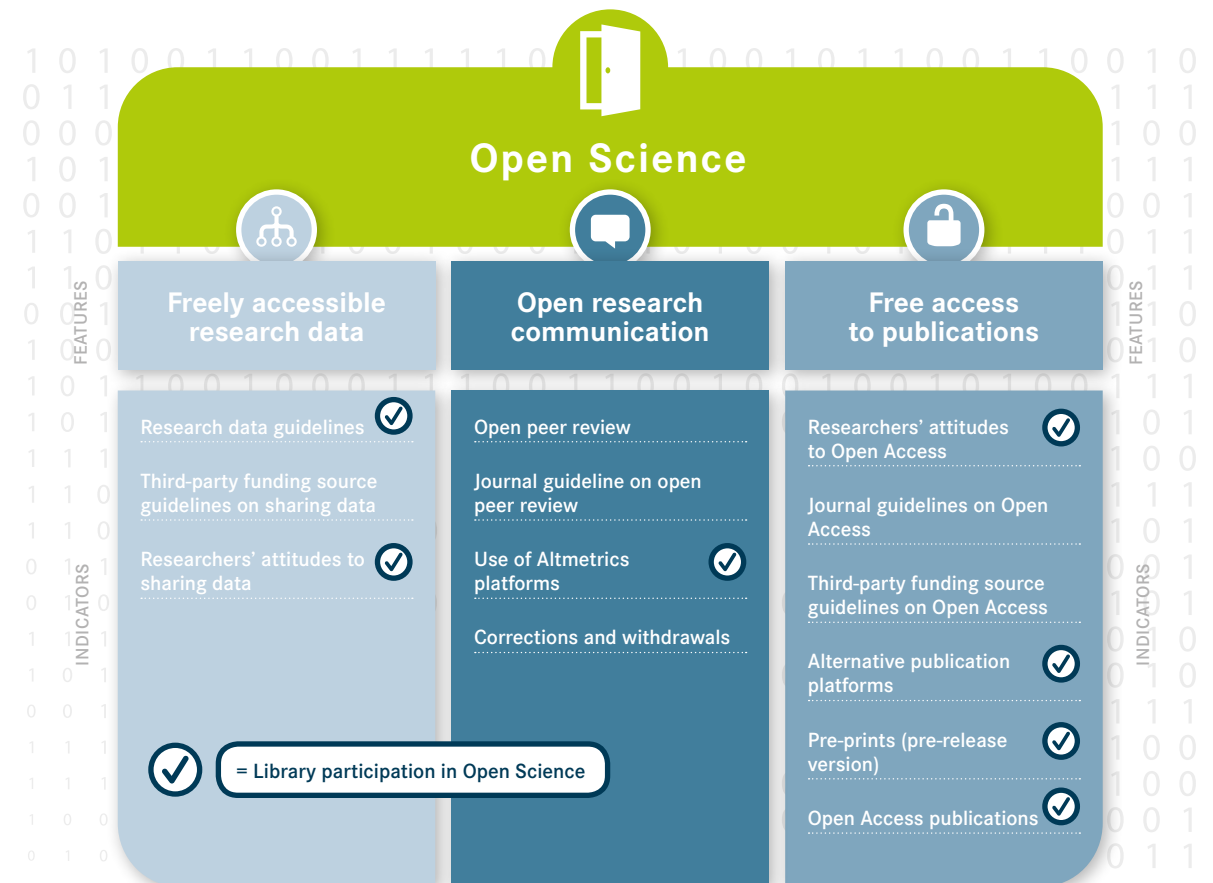 Open Science
FEATURES
Freely accessible
research data
Open research
communication
Free access
to publications
FEATURES
INDICATORS
Research data guidelines
Third-party funding source
guidelines on sharing data
Researchers’ attitudes to
sharing data
Open peer review
Journal guideline on open
peer review
Use of Altmetrics
platforms
Corrections and withdrawals
Researchers’ attitudes
to Open Access
Journal guidelines on Open
Access
Third-party funding source
guidelines on Open Access
Alternative publication
platforms
Pre-prints (pre-release
version)
Open Access publications
INDICATORS
= Library participation in Open Science